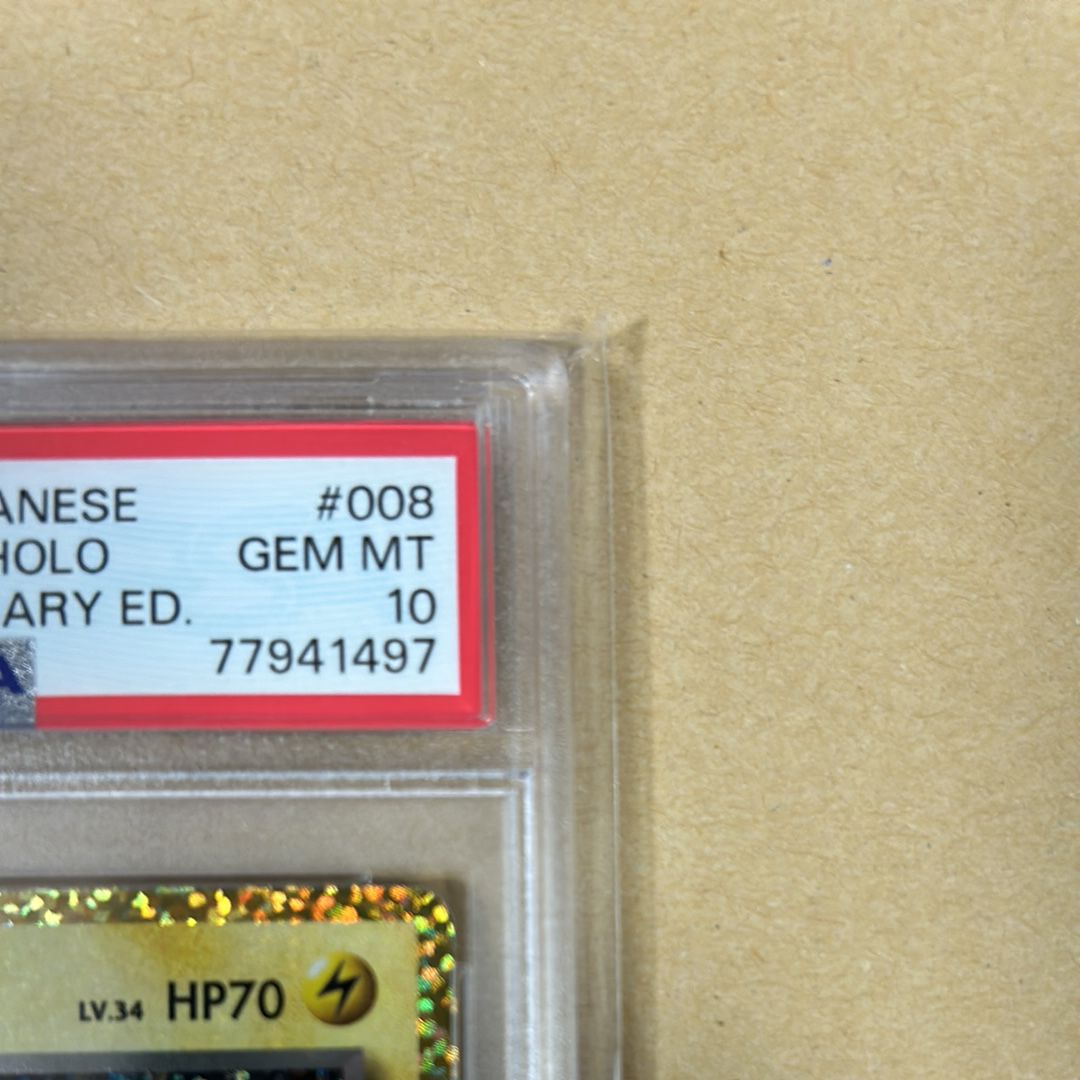 ANESE #008
HOLO GEM MT
ARY ED. 10
A 77941497
LV.34 HP70